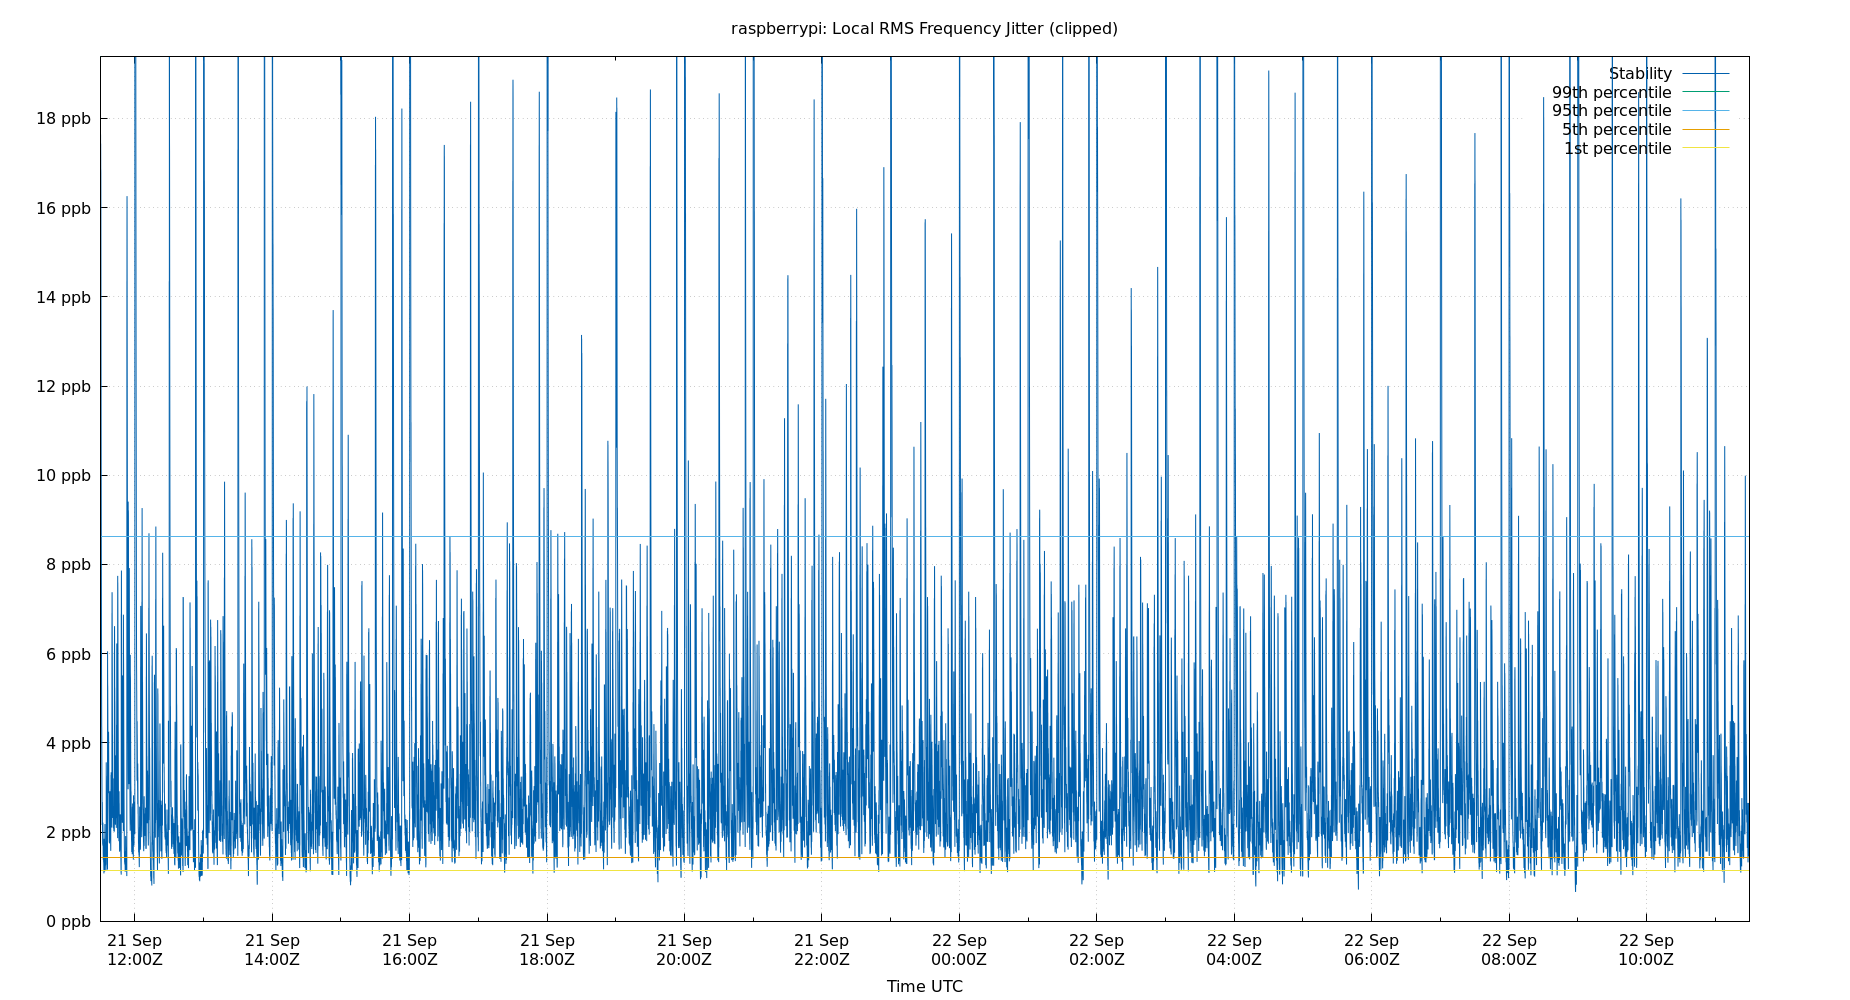 raspberrypi: Local RMS Frequency Jitter (clipped)
Stability
99th percentile
95th percentile
5th percentile
1st percentile
18 ppb
16 ppb
14 ppb
12 ppb
10 ppb
8 ppb
6 ppb
4 ppb
2 ppb
0 ppb
21 Sep 21 Sep 21 Sep 21 Sep 21 Sep 21 Sep 22 Sep 22 Sep 22 Sep 22 Sep 22 Sep 22 Sep
12:00Z 14:00Z 16:00Z 18:00Z 20:00Z 22:00Z 00:00Z 02:00Z 04:00Z 06:00Z 08:00Z 10:00Z
Time UTC